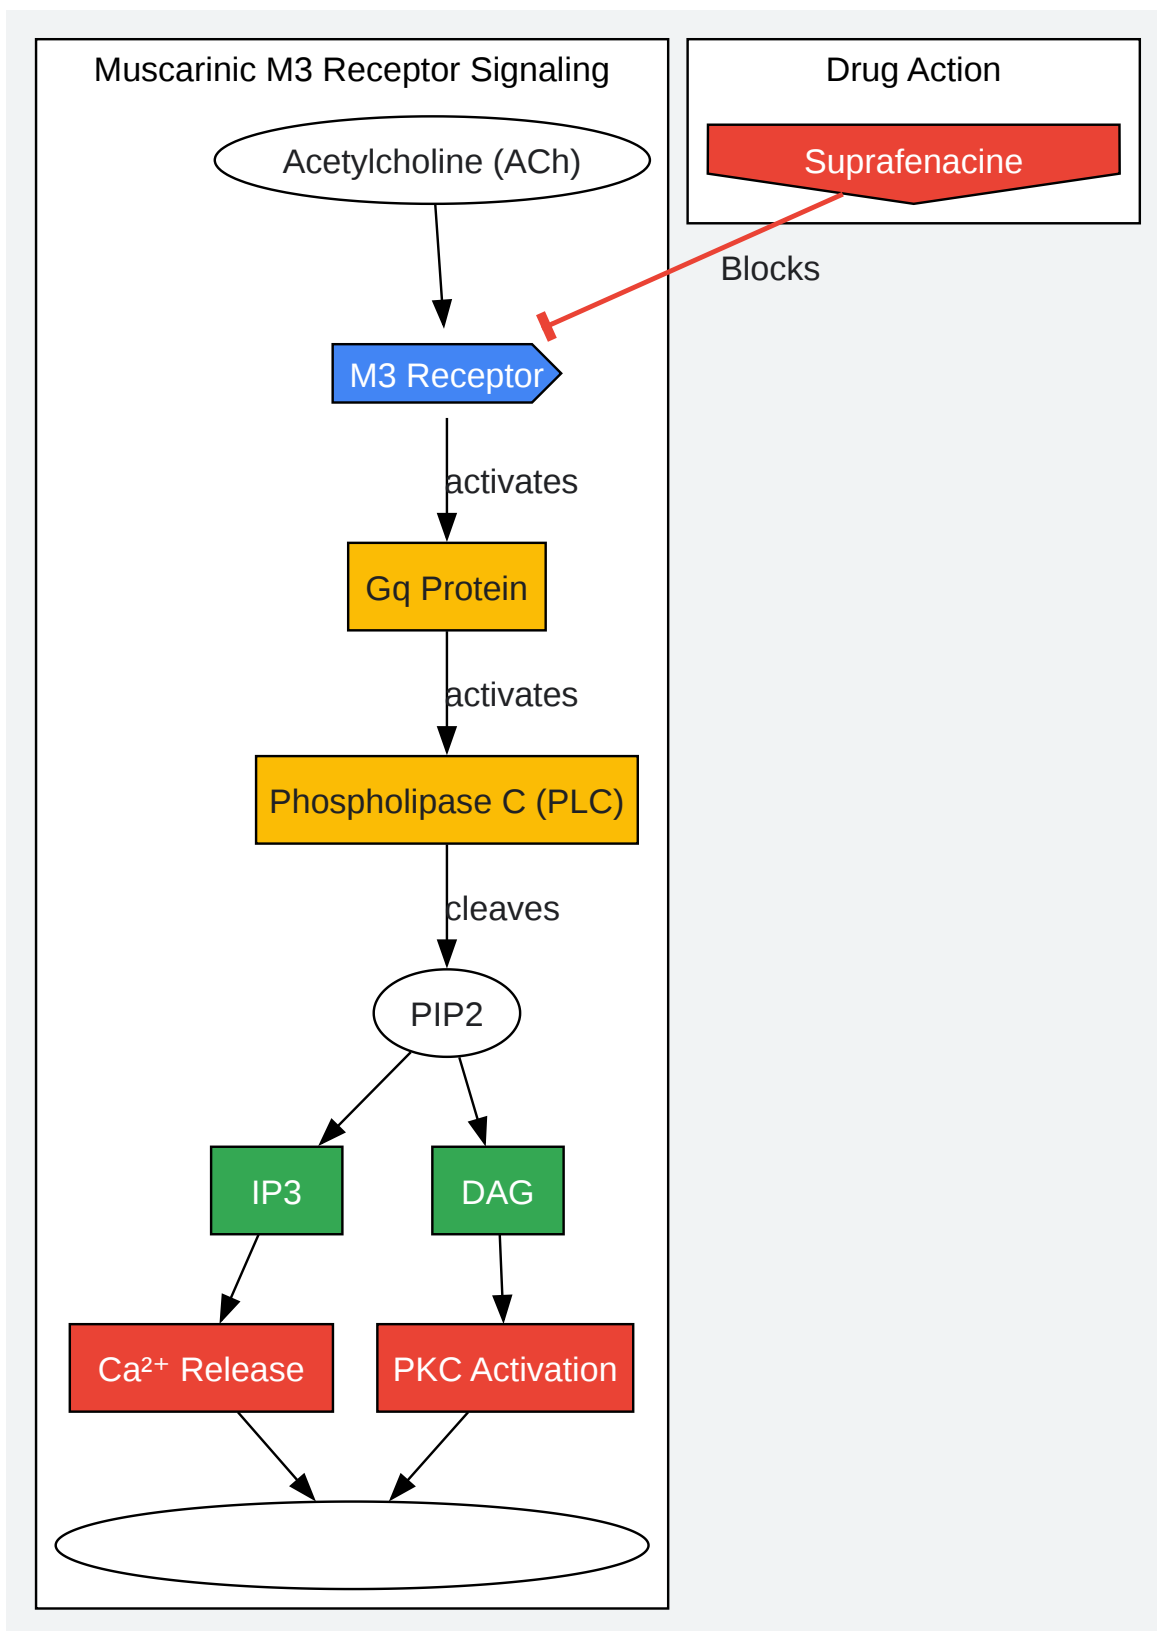 Muscarinic M3 Receptor Signaling
Drug Action
Acetylcholine (ACh)
Suprafenacine
Blocks
M3 Receptor
activates
Gq Protein
activates
Phospholipase C (PLC)
cleaves
PIP2
IP3
DAG
Ca²⁺ Release
PKC Activation